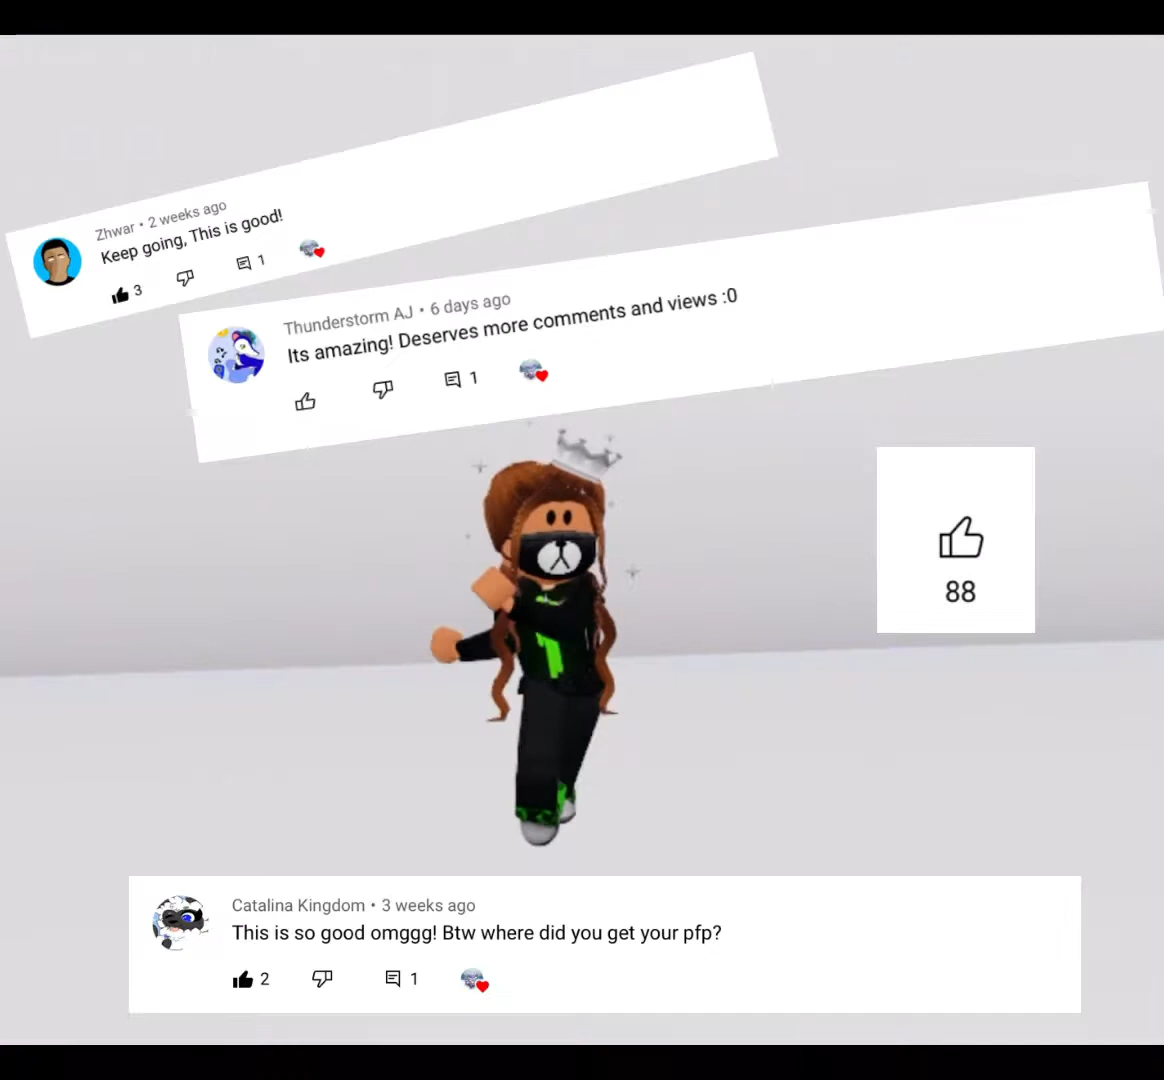 Zhwar • 2 weeks ago
Keep going, This is good!
3
1
Thunderstorm AJ • 6 days ago
Its amazing! Deserves more comments and views :0
1
88
Catalina Kingdom • 3 weeks ago
This is so good omggg! Btw where did you get your pfp?
2
1